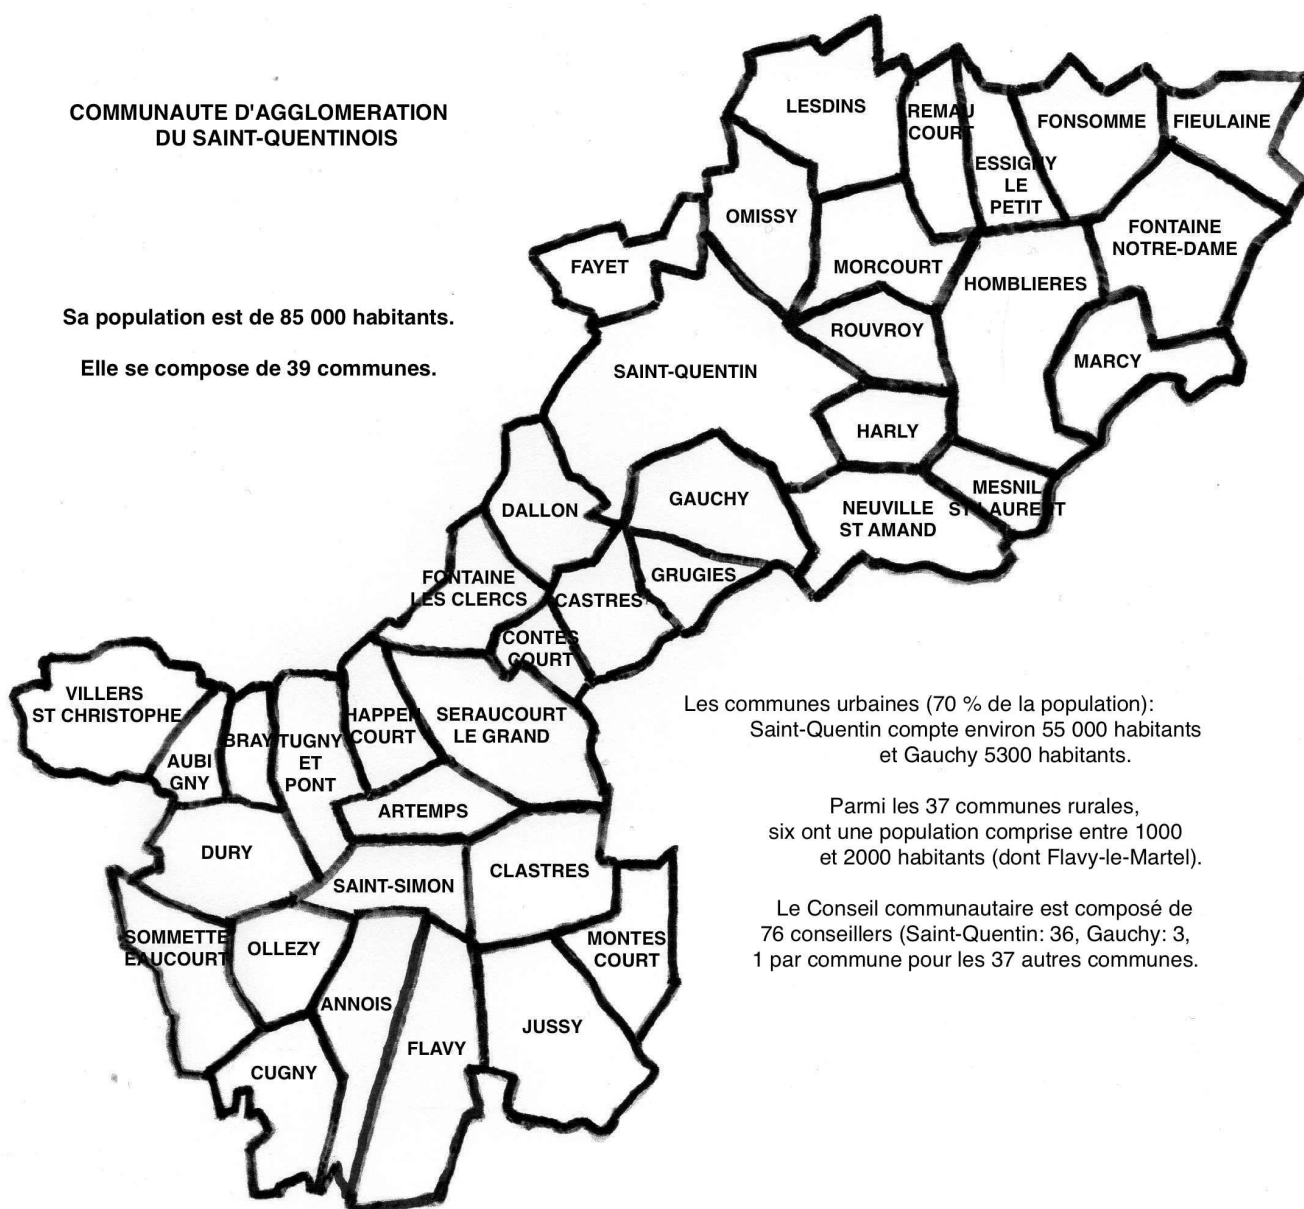 COMMUNAUTE D'AGGLOMERATION
DU SAINT-QUENTINOIS
Sa population est de 85 000 habitants.
Elle se compose de 39 communes.
LESDINS
REMAU
COURT
ESSIGNY
LE
PETIT
FONSOMME
FIEULAINE
OMISSY
FONTAINE
NOTRE-DAME
FAYET
MORCOURT
HOMBLIERES
ROUVROY
SAINT-QUENTIN
MARCY
HARLY
GAUCHY
NEUVILLE
ST AMAND
MESNIL
ST LAURENT
DALLON
FONTAINE
LES CLERCS
CASTRES
GRUGIES
CONTES
COURT
VILLERS
ST CHRISTOPHE
AUBI
GNY
BRAY
TUGNY
ET
PONT
HAPPEN
COURT
SERAUCOURT
LE GRAND
ARTEMPS
DURY
SAINT-SIMON
CLASTRES
SOMMETTE
EAUCOURT
OLLEZY
ANNOIS
MONTES
COURT
CUGNY
FLAVY
JUSSY
Les communes urbaines (70 % de la population):
Saint-Quentin compte environ 55 000 habitants
et Gauchy 5300 habitants.
Parmi les 37 communes rurales,
six ont une population comprise entre 1000
et 2000 habitants (dont Flavy-le-Martel).
Le Conseil communautaire est composé de
76 conseillers (Saint-Quentin: 36, Gauchy: 3,
1 par commune pour les 37 autres communes.